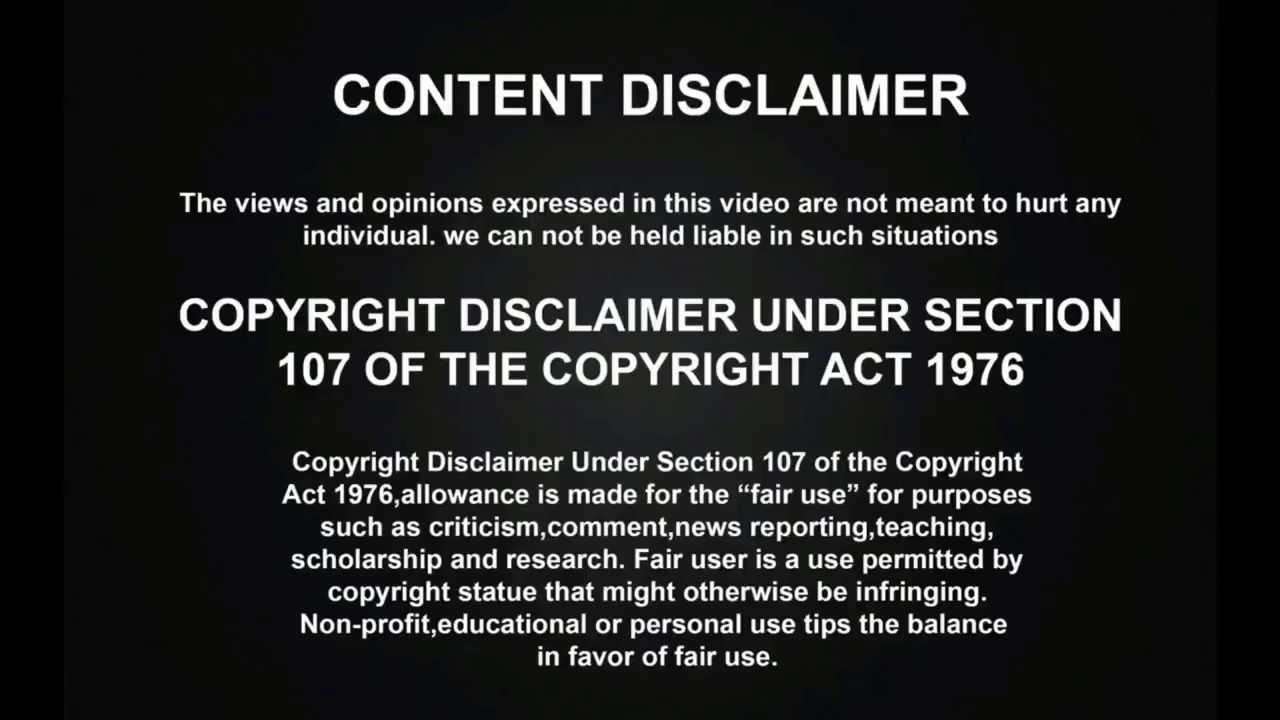 CONTENT DISCLAIMER
The views and opinions expressed in this video are not meant to hurt any
individual. we can not be held liable in such situations
COPYRIGHT DISCLAIMER UNDER SECTION
107 OF THE COPYRIGHT ACT 1976
Copyright Disclaimer Under Section 107 of the Copyright
Act 1976,allowance is made for the “fair use” for purposes
such as criticism,comment,news reporting,teaching,
scholarship and research. Fair user is a use permitted by
copyright statue that might otherwise be infringing.
Non-profit,educational or personal use tips the balance
in favor of fair use.